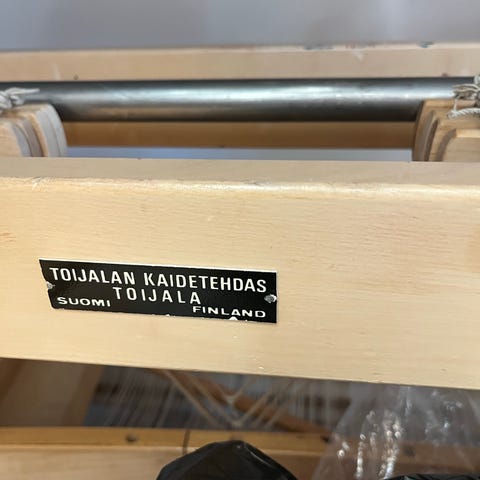 TOIJALAN KAIDETEHDAS
TOIJALA
SUOMI FINLAND